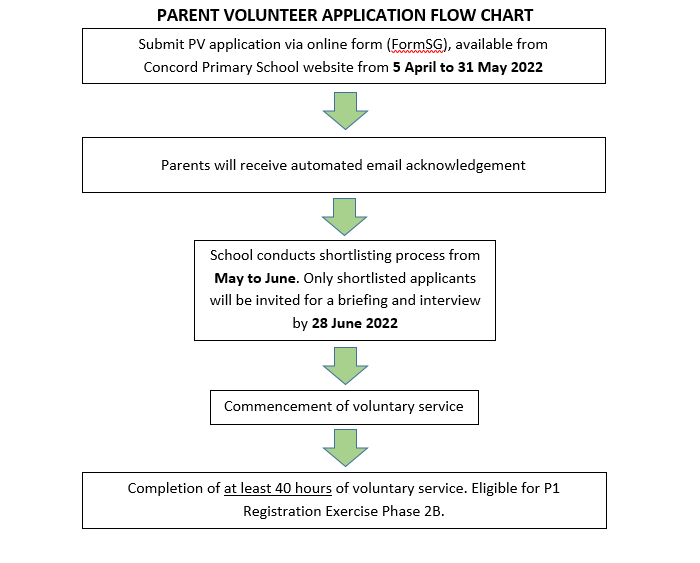 PARENT VOLUNTEER APPLICATION FLOW CHART
Submit PV application via online form (FormSG), available from
Concord Primary School website from 5 April to 31 May 2022
Parents will receive automated email acknowledgement
School conducts shortlisting process from
May to June. Only shortlisted applicants
will be invited for a briefing and interview
by 28 June 2022
Commencement of voluntary service
Completion of at least 40 hours of voluntary service. Eligible for P1
Registration Exercise Phase 2B.